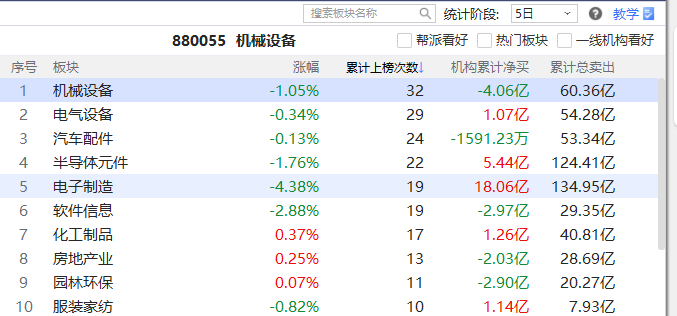 搜索板块名称 统计阶段: 5日 ? 教学
880055 机械设备 帮派看好 热门板块 一线机构看好
序号 板块 涨幅 累计上榜次数↓ 机构累计净买 累计总卖出
1 机械设备 -1.05% 32 -4.06亿 60.36亿
2 电气设备 -0.34% 29 1.07亿 54.28亿
3 汽车配件 -0.13% 24 -1591.23万 53.34亿
4 半导体元件 -1.76% 22 5.44亿 124.41亿
5 电子制造 -4.38% 19 18.06亿 134.95亿
6 软件信息 -2.88% 19 -2.97亿 29.35亿
7 化工制品 0.37% 17 1.26亿 40.81亿
8 房地产业 0.25% 13 -2.03亿 28.69亿
9 园林环保 0.07% 11 -2.90亿 20.27亿
10 服装家纺 -0.82% 10 1.14亿 7.93亿